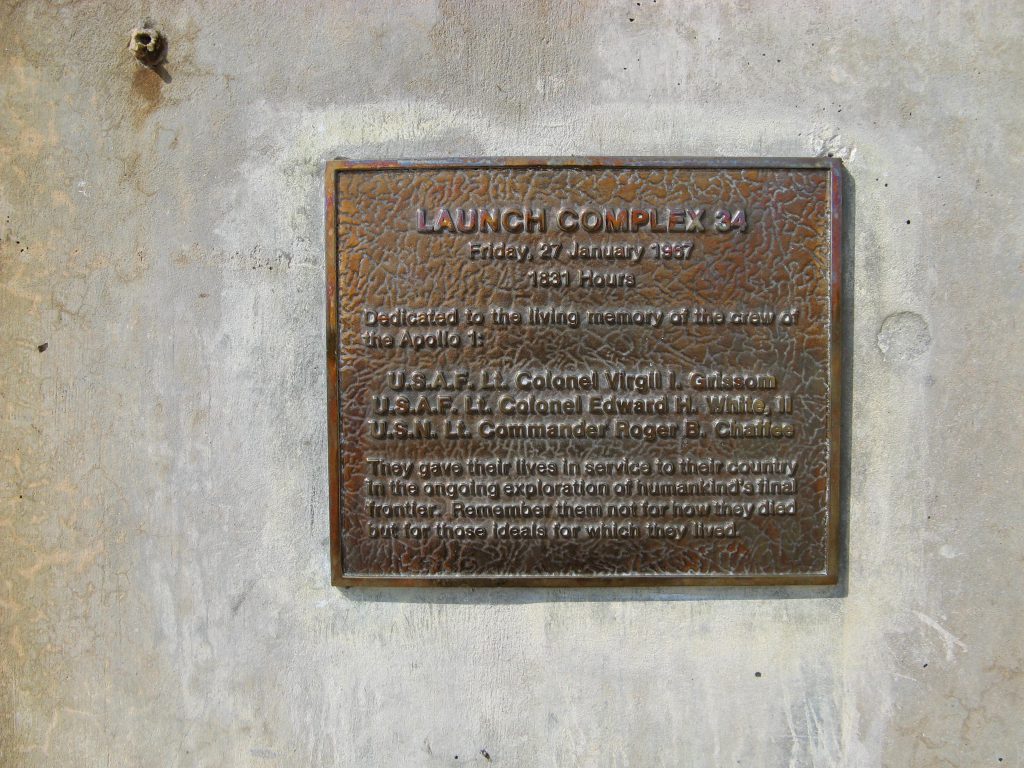 LAUNCH COMPLEX 34
Friday, 27 January 1967
1831 Hours
Dedicated to the living memory of the crew of
the Apollo 1:
U.S.A.F. Lt. Colonel Virgil I. Grissom
U.S.A.F. Lt. Colonel Edward H. White, II
U.S.N. Lt. Commander Roger B. Chaffee
They gave their lives in service to their country
in the ongoing exploration of humankind's final
frontier. Remember them not for how they died
but for those ideals for which they lived.